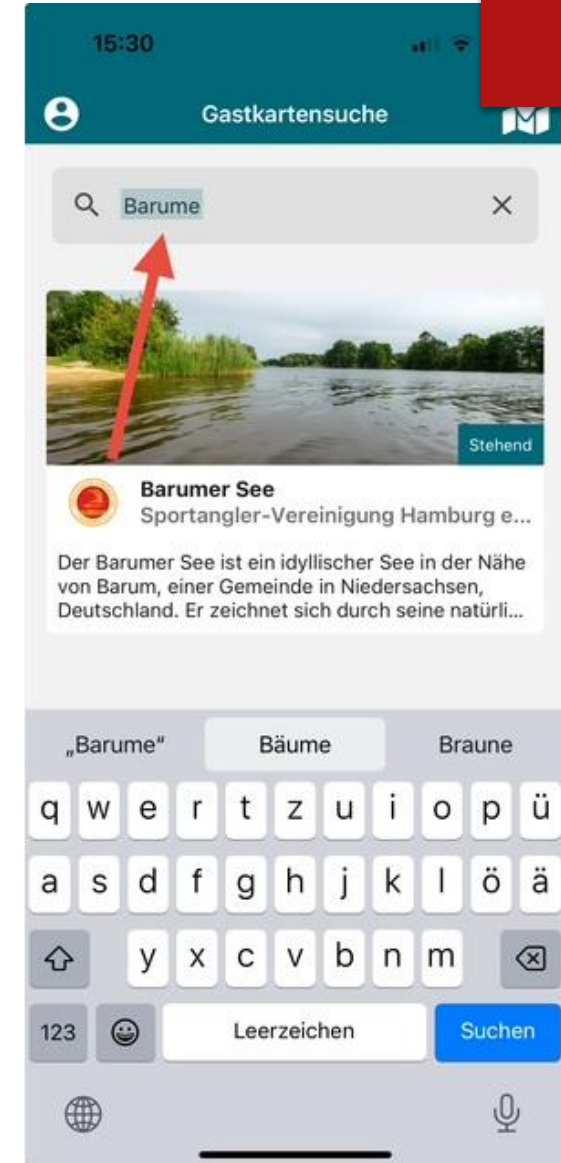 15:30
Gastkartensuche
Barume
Stehend
Barumer See
Sportangler-Vereinigung Hamburg e...
Der Barumer See ist ein idyllischer See in der Nähe
von Barum, einer Gemeinde in Niedersachsen,
Deutschland. Er zeichnet sich durch seine natürli...
„Barume“ Bäume Braune
q w e r t z u i o p ü
a s d f g h j k l ö ä
y x c v b n m
123 Leerzeichen Suchen